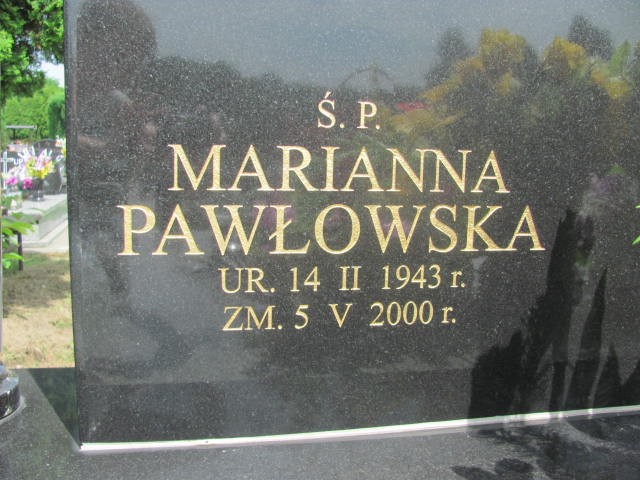 Ś. P.
MARIANNA
PAWŁOWSKA
UR. 14 II 1943 r.
ZM. 5 V 2000 r.